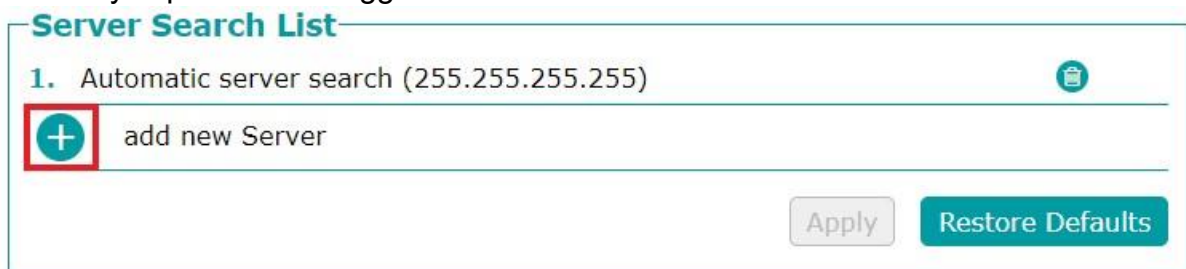 Server Search List
1. Automatic server search (255.255.255.255)
add new Server
Apply Restore Defaults